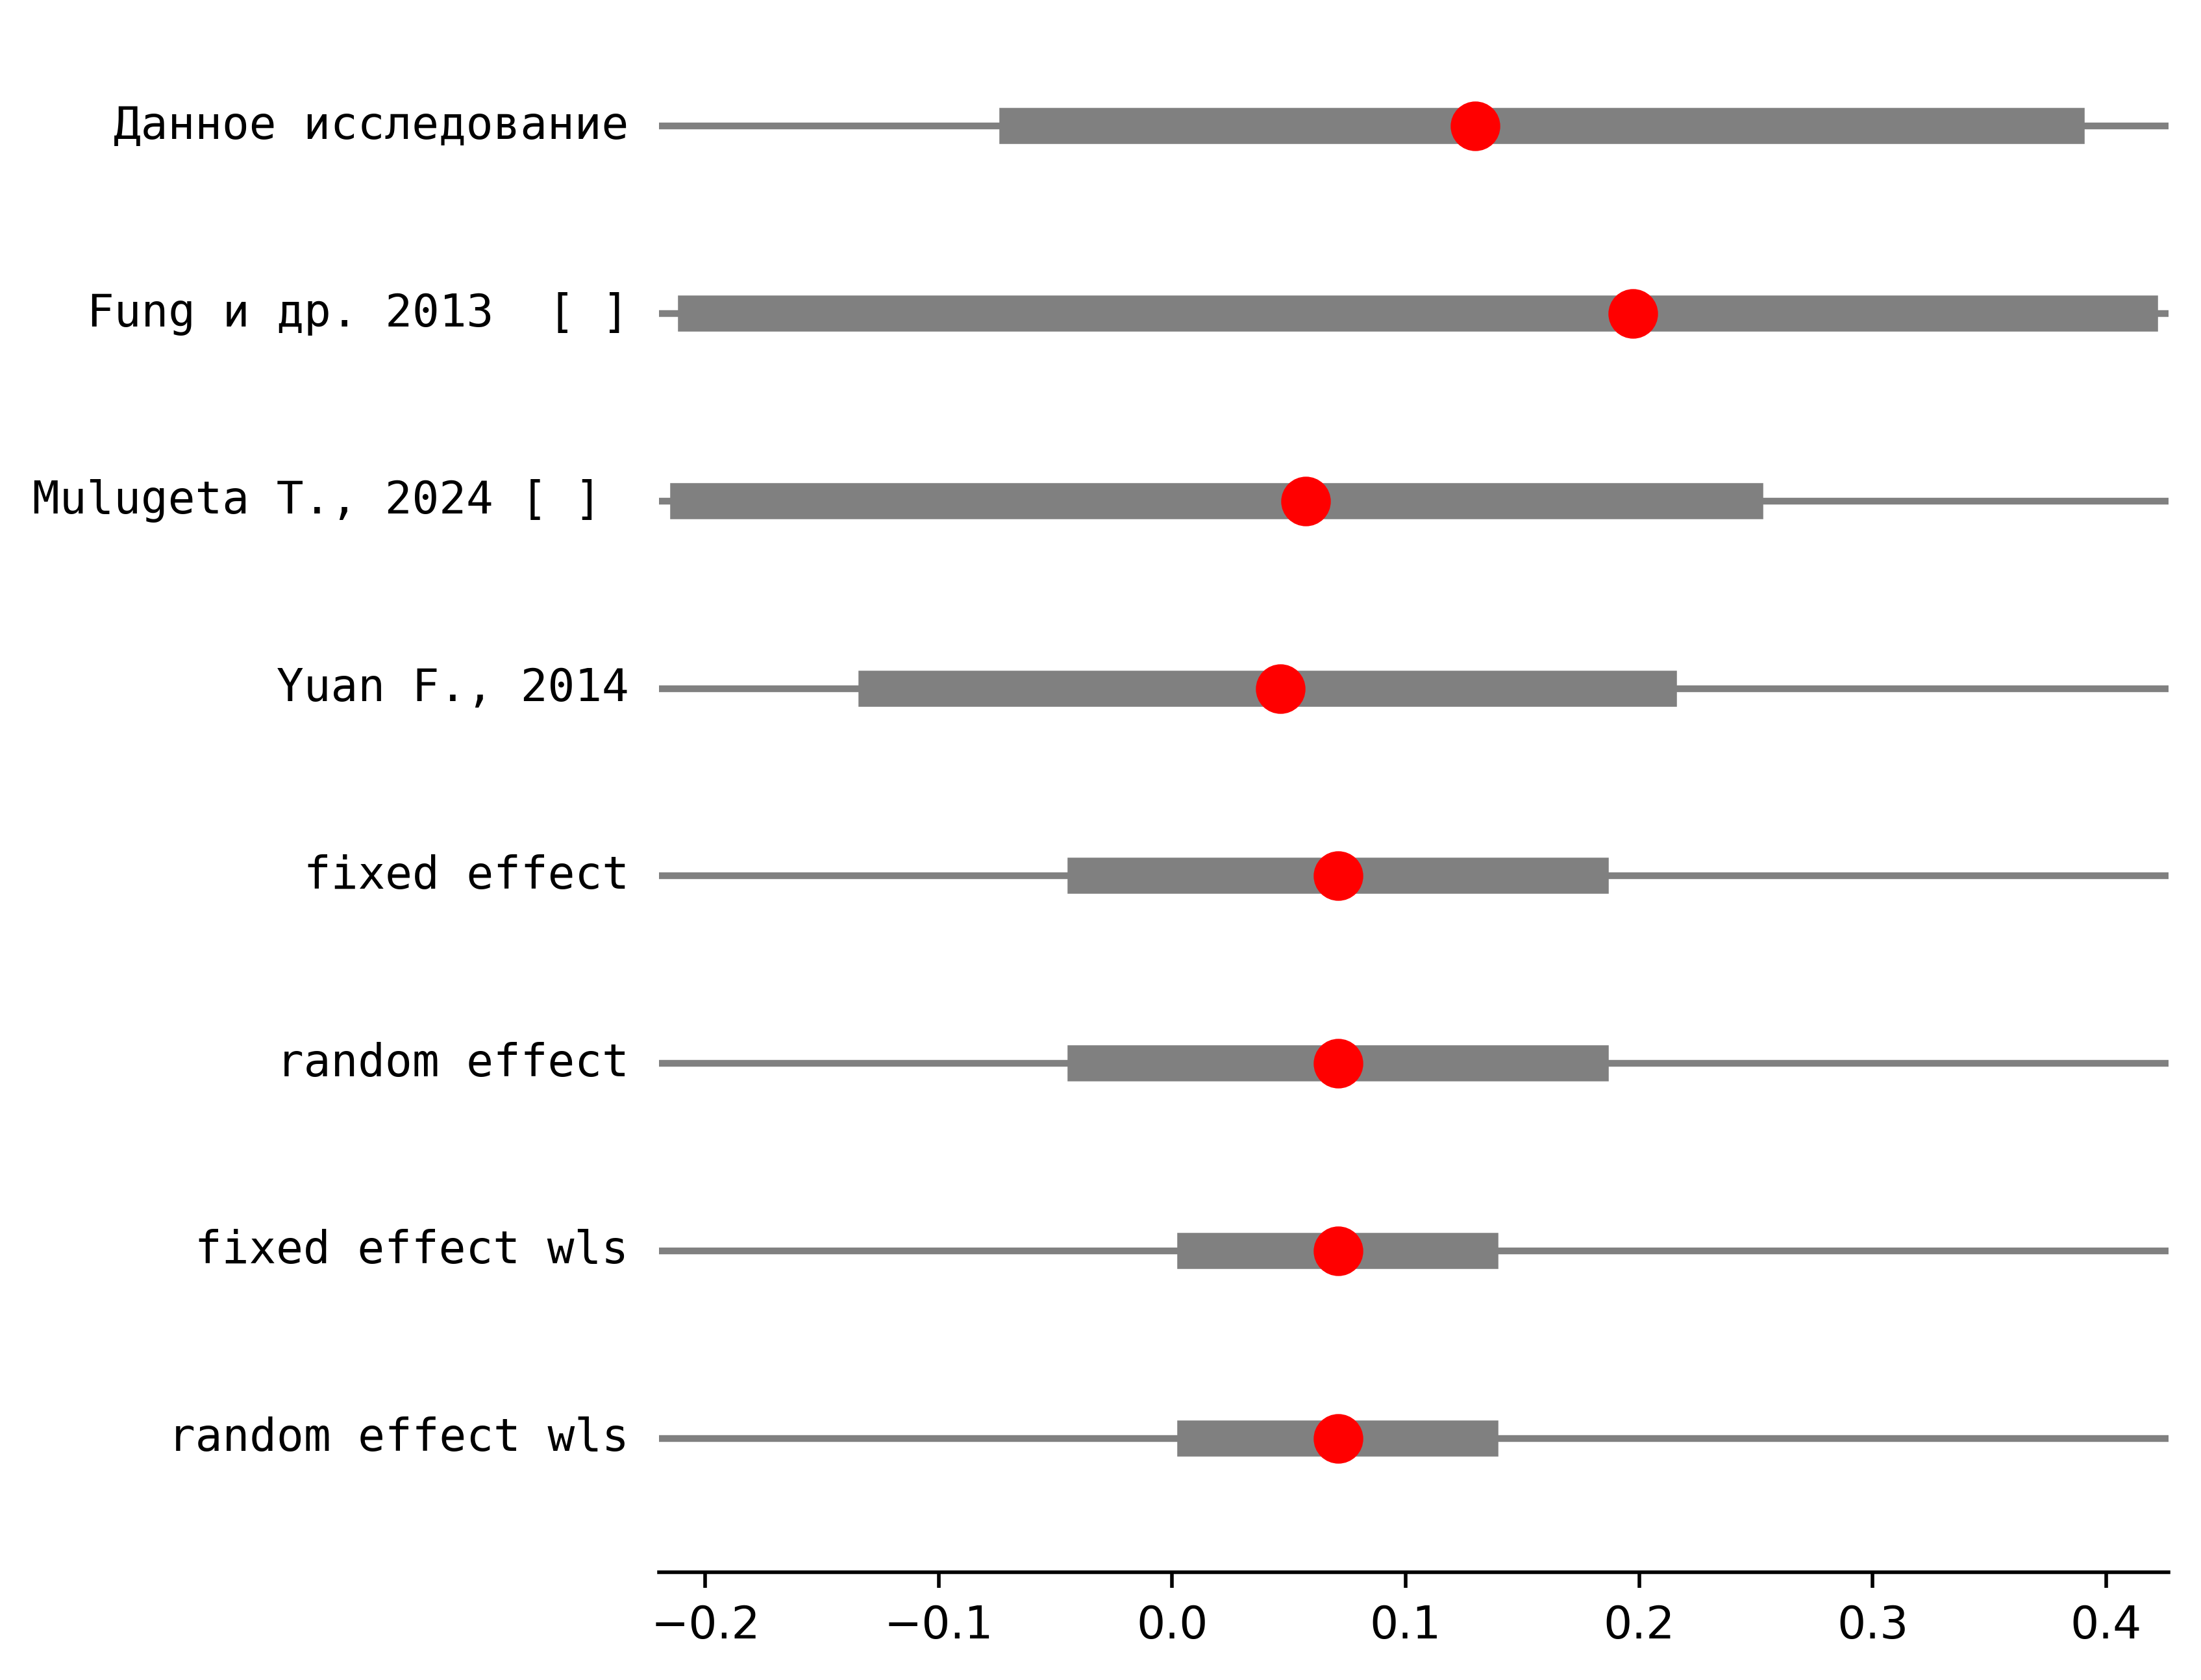 Данное исследование
Fung и др. 2013  [ ]
Mulugeta T., 2024 [ ]
Yuan F., 2014
fixed effect
random effect
fixed effect wls
random effect wls
−0.2 −0.1 0.0 0.1 0.2 0.3 0.4